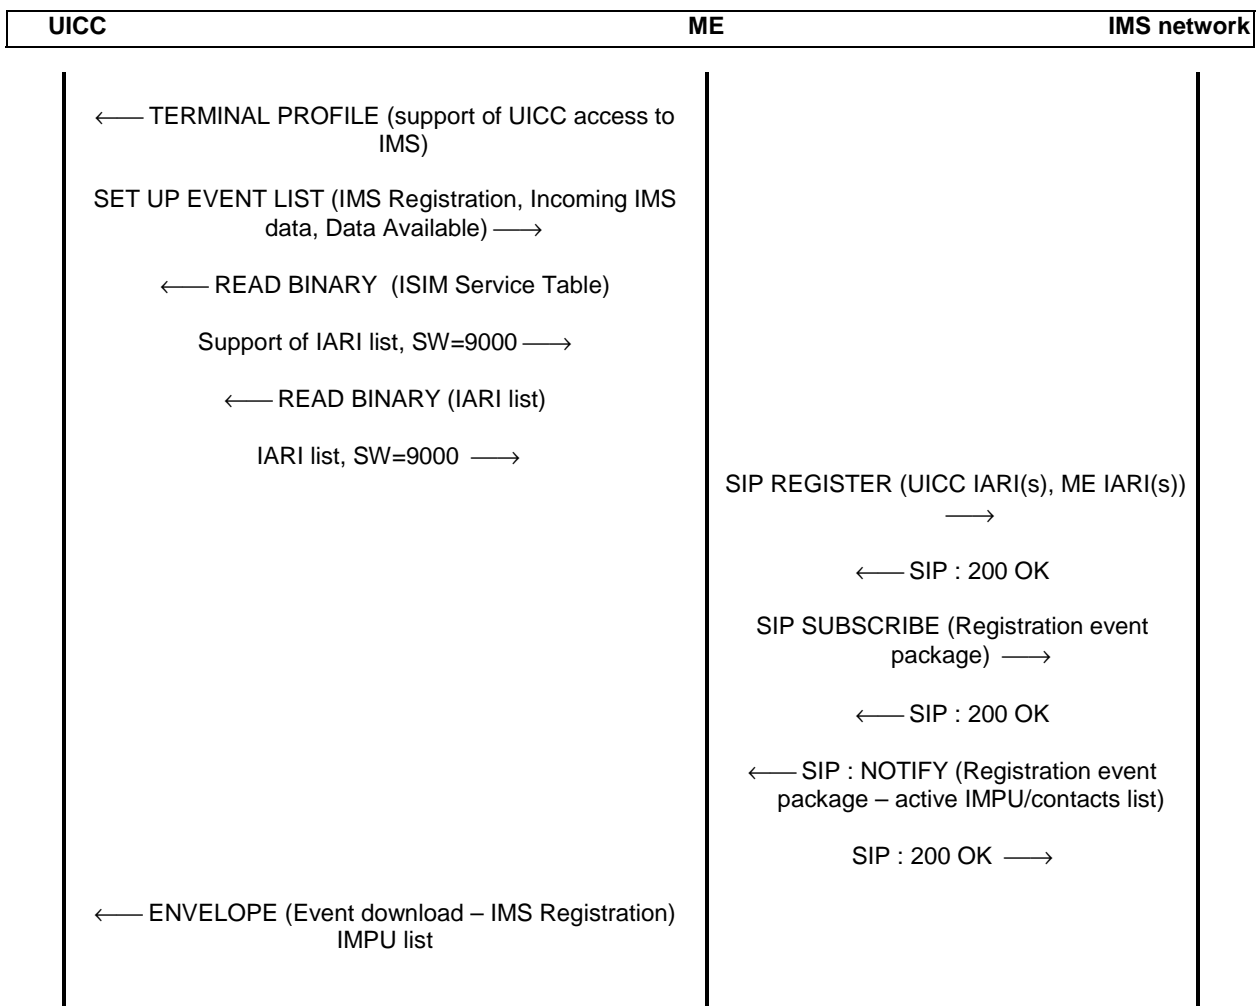 UICC ME IMS network
← TERMINAL PROFILE (support of UICC access to
IMS)
SET UP EVENT LIST (IMS Registration, Incoming IMS
data, Data Available) →
← READ BINARY (ISIM Service Table)
Support of IARI list, SW=9000 →
← READ BINARY (IARI list)
IARI list, SW=9000 →
SIP REGISTER (UICC IARI(s), ME IARI(s))
→
← SIP : 200 OK
SIP SUBSCRIBE (Registration event
package) →
← SIP : 200 OK
← SIP : NOTIFY (Registration event
package – active IMPU/contacts list)
SIP : 200 OK →
← ENVELOPE (Event download – IMS Registration)
IMPU list